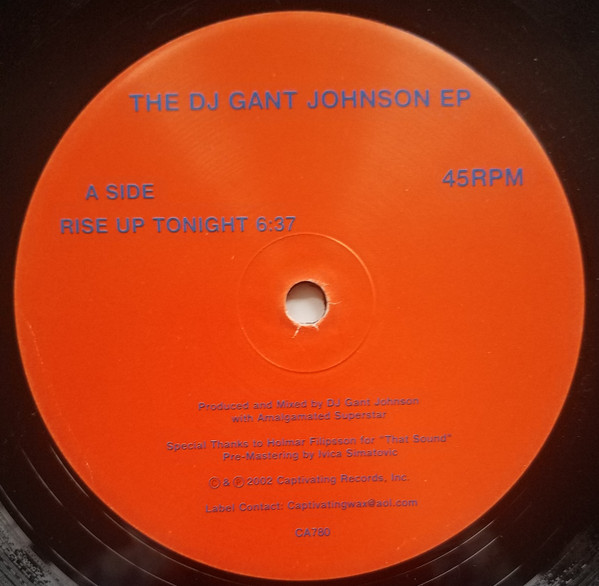 THE DJ GANT JOHNSON EP
A SIDE
45RPM
RISE UP TONIGHT 6:37
Produced and Mixed by DJ Gant Johnson
with Amalgamated Superstar
Special Thanks to Holmar Filipsson for "That Sound"
Pre-Mastering by Ivica Simatovic
© & ℗ 2002 Captivating Records, Inc.
Label Contact: Captivatingwax@aol.com
CA780